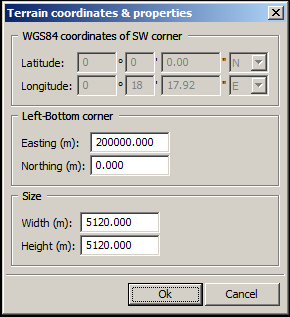 Terrain coordinates & properties
WGS84 coordinates of SW corner
Latitude: 0 ° 0 ' 0.00 " N
Longitude: 0 ° 18 ' 17.92 " E
Left-Bottom corner
Easting (m): 200000.000
Northing (m): 0.000
Size
Width (m): 5120.000
Height (m): 5120.000
Ok Cancel